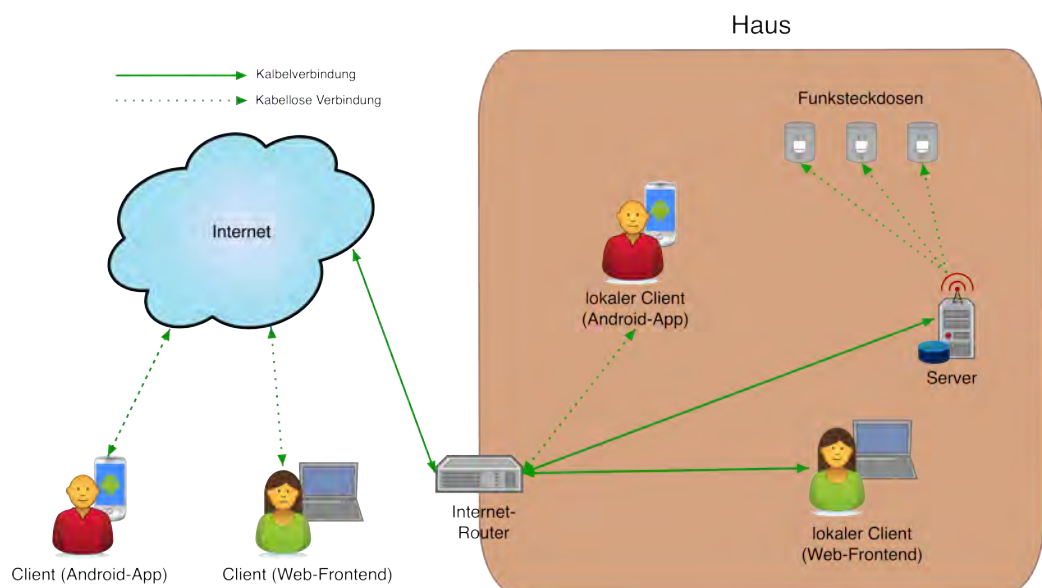 Haus
Kalbelverbindung
Kabellose Verbindung
Funksteckdosen
Internet
lokaler Client
(Android-App)
Server
Internet-
Router
lokaler Client
(Web-Frontend)
Client (Android-App)
Client (Web-Frontend)